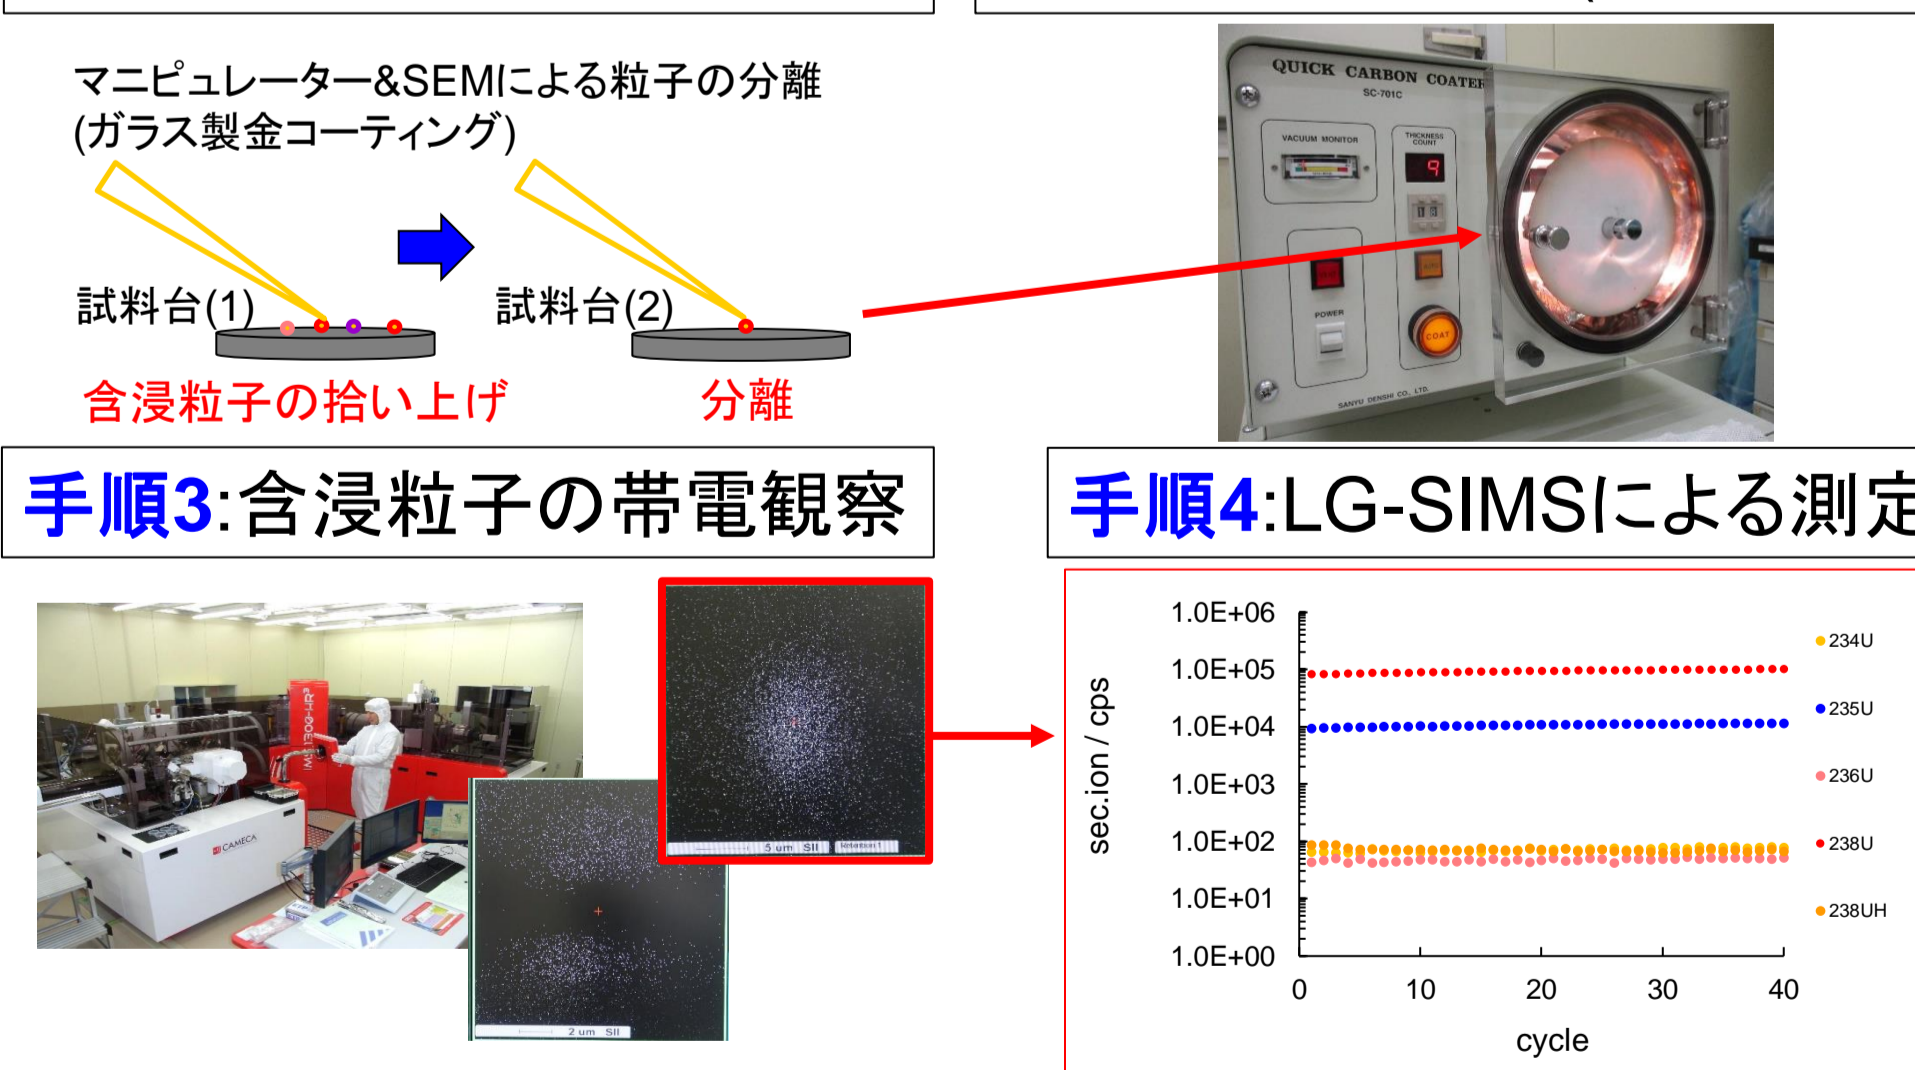 マニピュレーター&SEMによる粒子の分離
(ガラス製金コーティング)
試料台(1)
試料台(2)
含浸粒子の拾い上げ
分離
QUICK CARBON COATER
SC-701C
VACUUM MONITOR
THICKNESS
COUNT
9
POWER
COAT
SANYU DENSHI CO., LTD.
手順3:含浸粒子の帯電観察
手順4:LG-SIMSによる測定
IMS1300-HR³
CAMECA
5 um SII
2 um SII
sec.ion / cps
1.0E+06
1.0E+05
1.0E+04
1.0E+03
1.0E+02
1.0E+01
1.0E+00
0 10 20 30 40
cycle
234U
235U
236U
238U
238UH